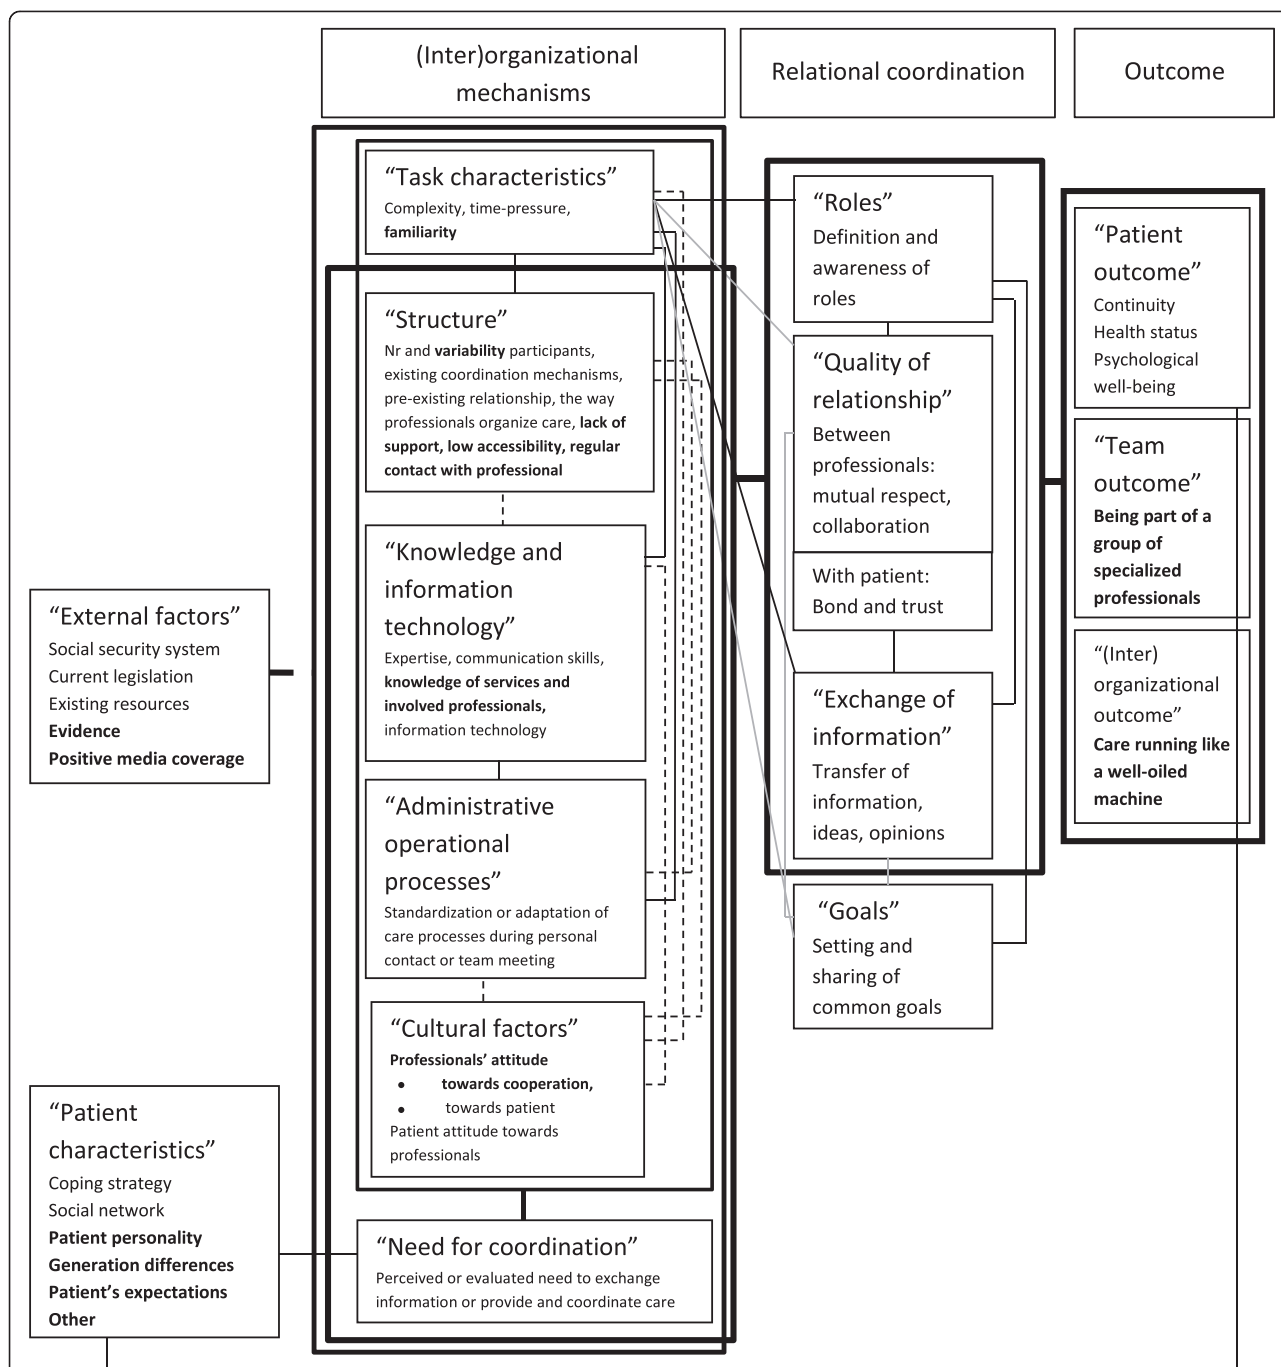 (Inter)organizational
mechanisms
Relational coordination
Outcome
“Task characteristics”
Complexity, time-pressure,
familiarity
“Structure”
Nr and variability participants,
existing coordination mechanisms,
pre-existing relationship, the way
professionals organize care, lack of
support, low accessibility, regular
contact with professional
“Knowledge and
information
technology”
Expertise, communication skills,
knowledge of services and
involved professionals,
information technology
“Administrative
operational
processes”
Standardization or adaptation of
care processes during personal
contact or team meeting
“Cultural factors”
Professionals’ attitude
• towards cooperation,
• towards patient
Patient attitude towards
professionals
“Need for coordination”
Perceived or evaluated need to exchange
information or provide and coordinate care
“External factors”
Social security system
Current legislation
Existing resources
Evidence
Positive media coverage
“Patient
characteristics”
Coping strategy
Social network
Patient personality
Generation differences
Patient’s expectations
Other
“Roles”
Definition and
awareness of
roles
“Quality of
relationship”
Between
professionals:
mutual respect,
collaboration
With patient:
Bond and trust
“Exchange of
information”
Transfer of
information,
ideas, opinions
“Goals”
Setting and
sharing of
common goals
“Patient
outcome”
Continuity
Health status
Psychological
well-being
“Team
outcome”
Being part of a
group of
specialized
professionals
“(Inter)
organizational
outcome”
Care running like
a well-oiled
machine